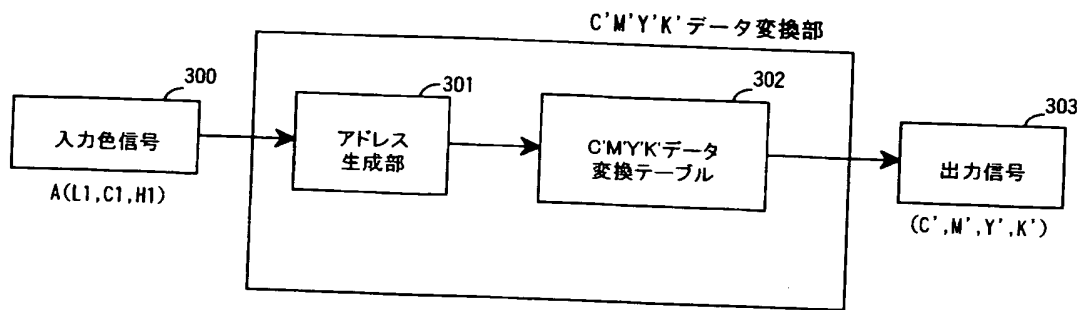 C'M'Y'K'データ変換部
300
入力色信号
A(L1,C1,H1)
301
アドレス
生成部
302
C'M'Y'K'データ
変換テーブル
303
出力信号
(C',M',Y',K')